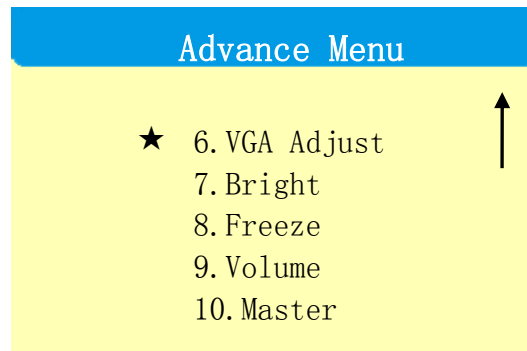 Advance Menu
★ 6.VGA Adjust
7.Bright
8.Freeze
9.Volume
10.Master